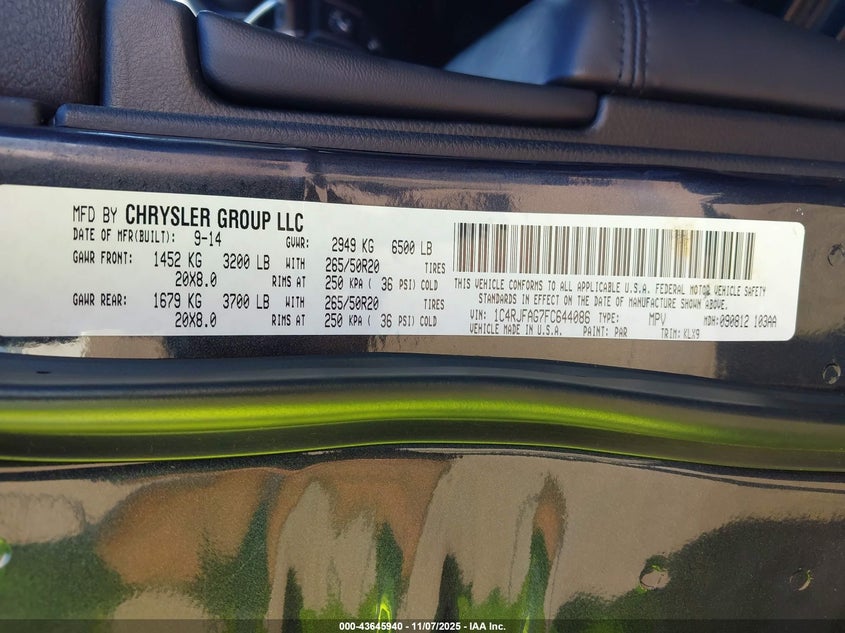 MFD BY CHRYSLER GROUP LLC
DATE OF MFR(BUILT): 9-14 GVWR: 2949 KG 6500 LB
GAWR FRONT: 1452 KG 3200 LB WITH 265/50R20 TIRES
20X8.0 RIMS AT 250 KPA ( 36 PSI) COLD
GAWR REAR: 1679 KG 3700 LB WITH 265/50R20 TIRES
20X8.0 RIMS AT 250 KPA ( 36 PSI) COLD
THIS VEHICLE CONFORMS TO ALL APPLICABLE U.S.A. FEDERAL MOTOR VEHICLE SAFETY
STANDARDS IN EFFECT ON THE DATE OF MANUFACTURE SHOWN ABOVE.
VIN: 1C4RJFAG7FC644086 TYPE: MPV MDH: 090812 103AA
VEHICLE MADE IN U.S.A. PAINT: PAR TRIM: KLX9
000-43645940 - 11/07/2025 - IAA Inc.